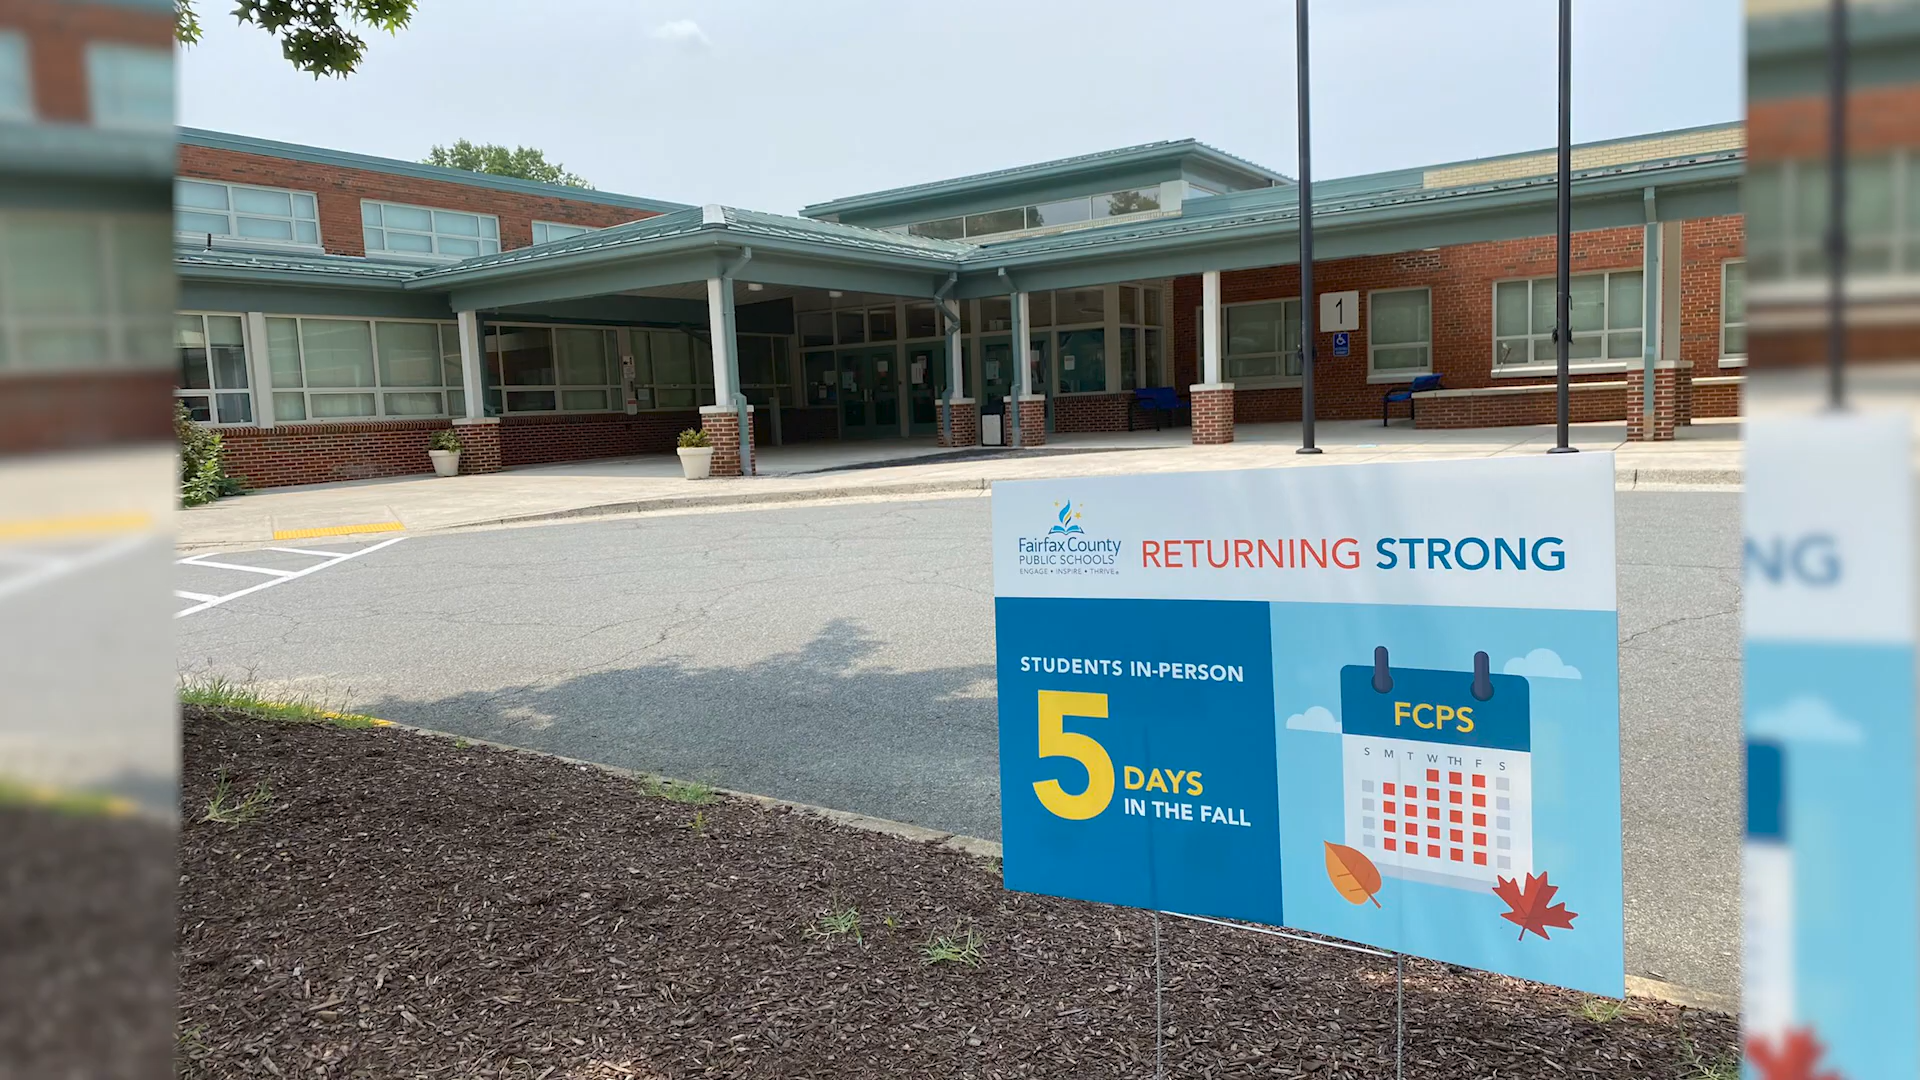 1
Fairfax County
PUBLIC SCHOOLS
ENGAGE • INSPIRE • THRIVE
RETURNING STRONG
STUDENTS IN-PERSON
5 DAYS
IN THE FALL
FCPS
S M T W TH F S
NG